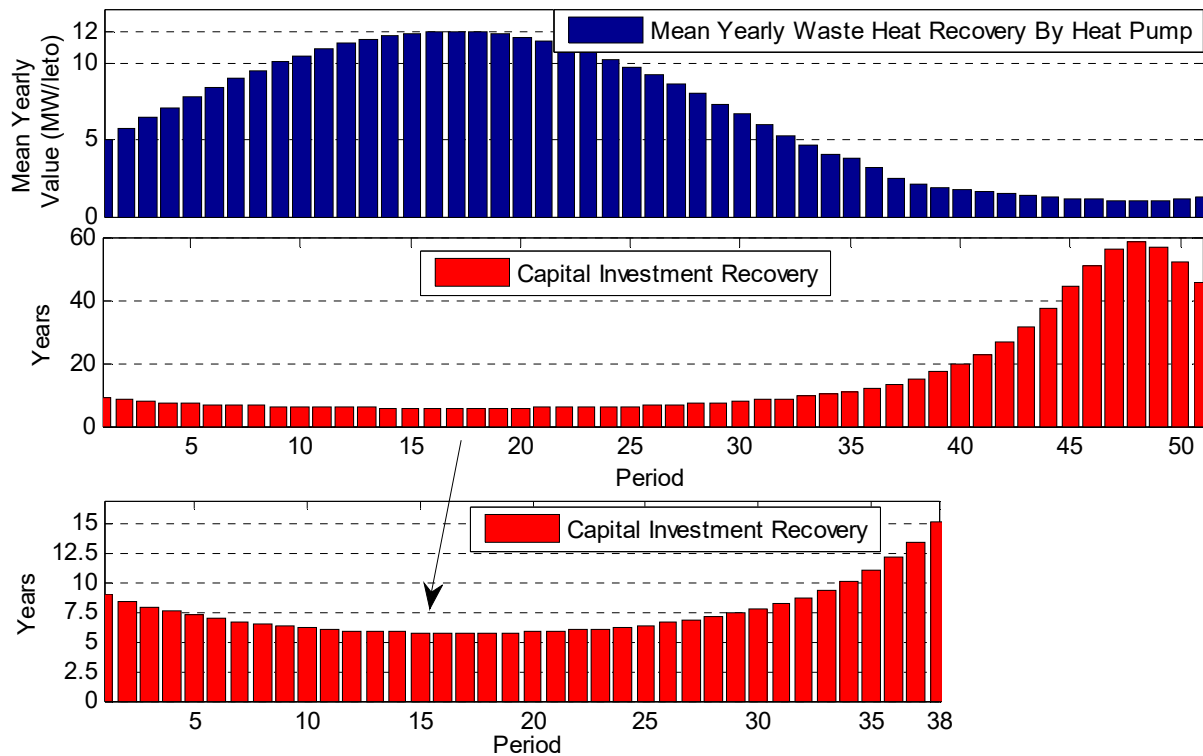 Mean Yearly
Value (MW/leto)
12
10
5
0
Mean Yearly Waste Heat Recovery By Heat Pump
Years
60
40
20
0
Capital Investment Recovery
5 10 15 20 25 30 35 40 45 50
Period
Years
15
12.5
10
7.5
5
2.5
0
Capital Investment Recovery
5 10 15 20 25 30 35 38
Period